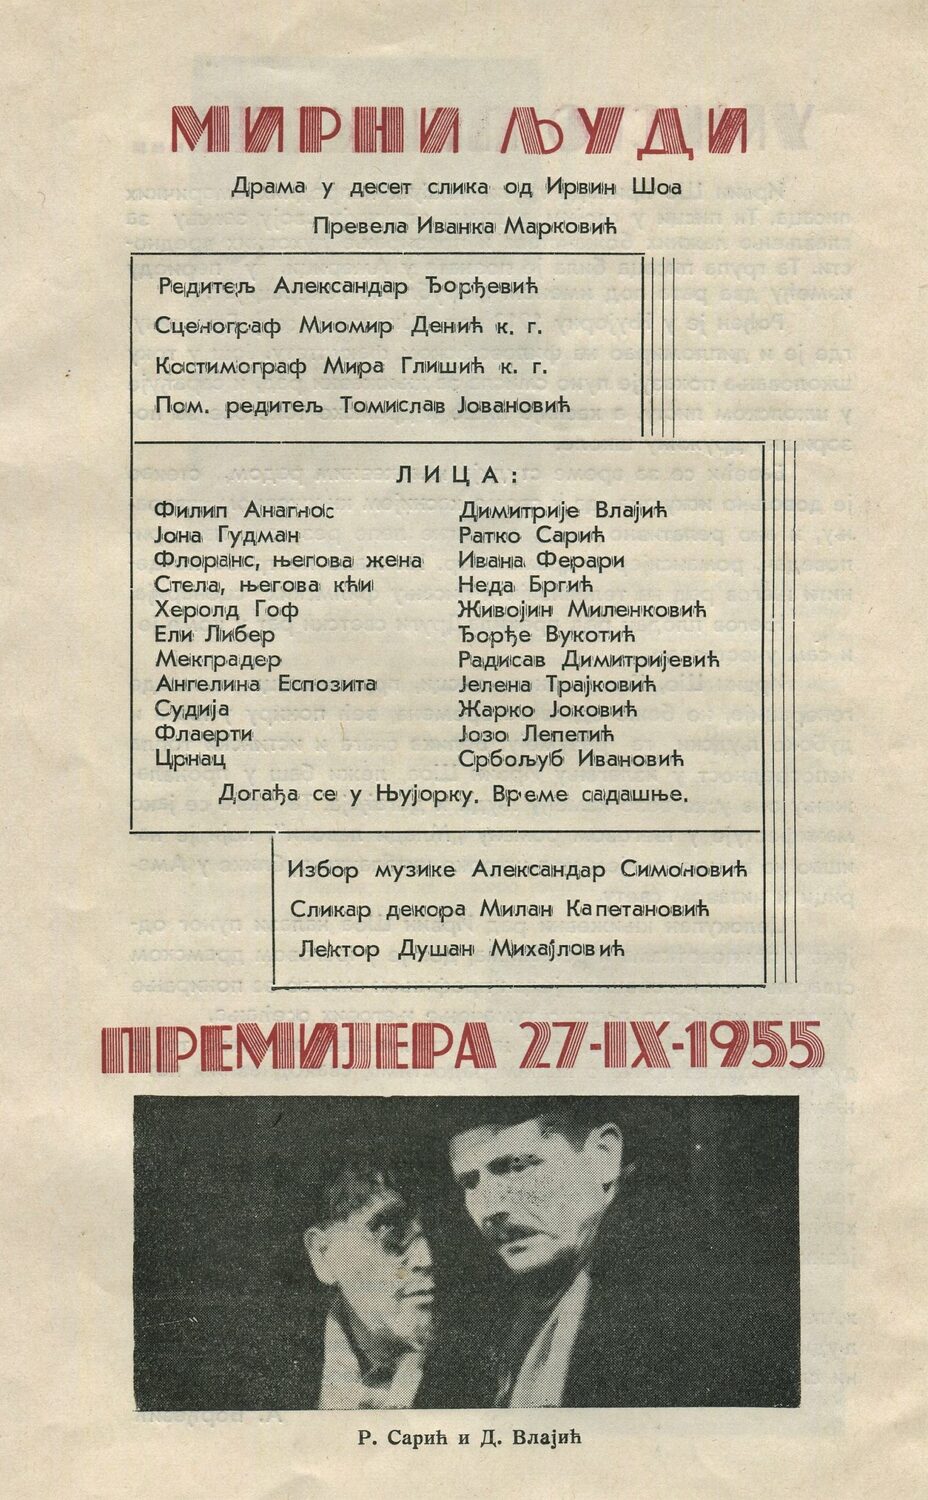 МИРНИ ЉУДИ
Драма у десет слика од Ирвин Шоа
Превела Иванка Марковић
Редитељ Александар Ђорђевић
Сценограф Миомир Денић к. г.
Костимограф Мира Глишић к. г.
Пом. редитељ Томислав Јовановић
ЛИЦА:
Филип Анагнос Димитрије Влајић
Јона Гудман Ратко Сарић
Флоранс, његова жена Ивана Ферари
Стела, његова кћи Неда Бргић
Херолд Гоф Живојин Миленковић
Ели Либер Ђорђе Вукотић
Мекградер Радисав Димитријевић
Ангелина Еспозита Јелена Трајковић
Судија Жарко Јоковић
Флаерти Јозо Лепетић
Црнац Србољуб Ивановић
Догађа се у Њујорку. Време садашње.
Избор музике Александар Симоновић
Сликар декора Милан Капетановић
Лектор Душан Михајловић
ПРЕМИЈЕРА 27-IX-1955
Р. Сарић и Д. Влајић